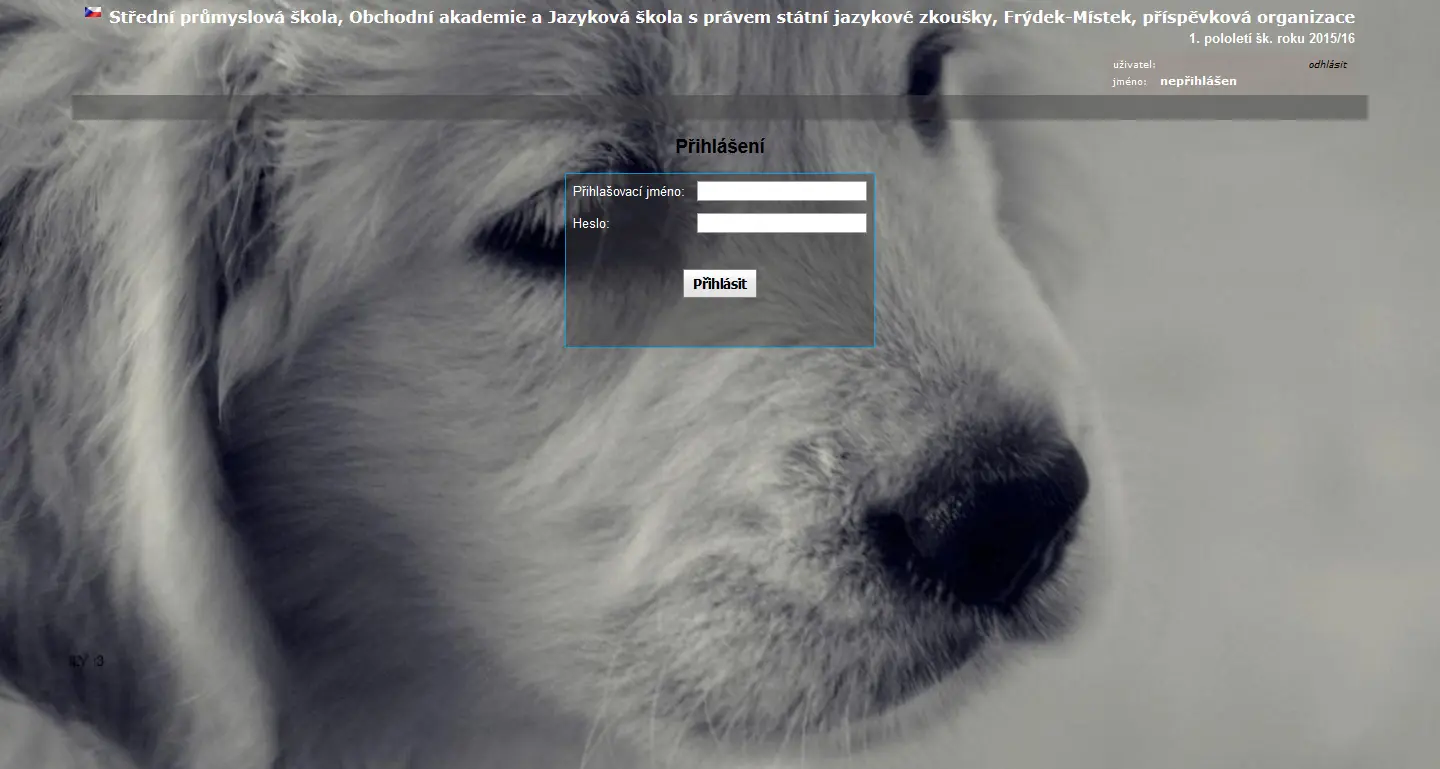 Střední průmyslová škola, Obchodní akademie a Jazyková škola s právem státní jazykové zkoušky, Frýdek-Místek, příspěvková organizace
1. pololetí šk. roku 2015/16
uživatel: odhlásit
jméno: nepřihlášen
Přihlášení
Přihlašovací jméno:
Heslo:
Přihlásit